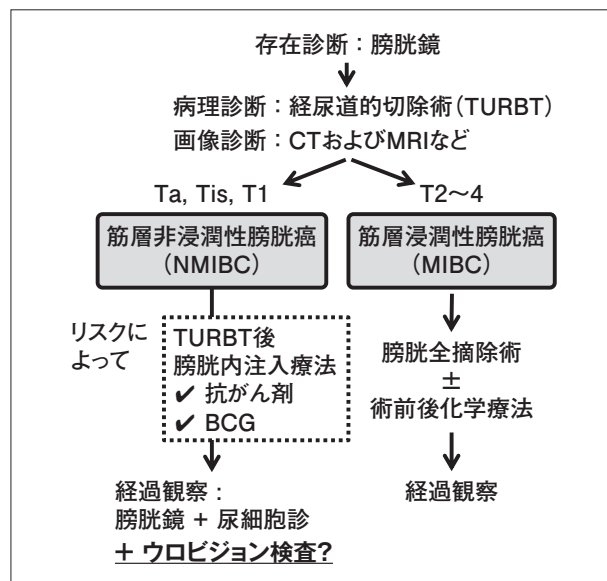 存在診断：膀胱鏡
病理診断：経尿道的切除術(TURBT)
画像診断：CTおよびMRIなど
Ta, Tis, T1
T2〜4
筋層非浸潤性膀胱癌
(NMIBC)
筋層浸潤性膀胱癌
(MIBC)
リスクに
よって
TURBT後
膀胱内注入療法
✔ 抗がん剤
✔ BCG
膀胱全摘除術
±
術前後化学療法
経過観察：
膀胱鏡 + 尿細胞診
+ ウロビジョン検査?
経過観察